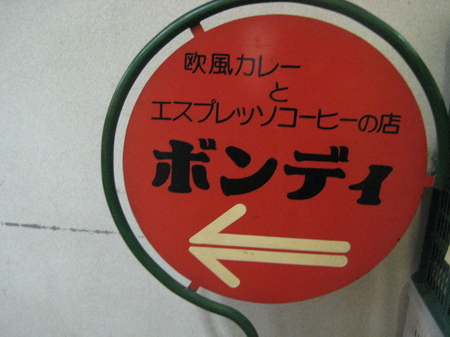 欧風カレー
と
エスプレッソコーヒーの店
ボンディ